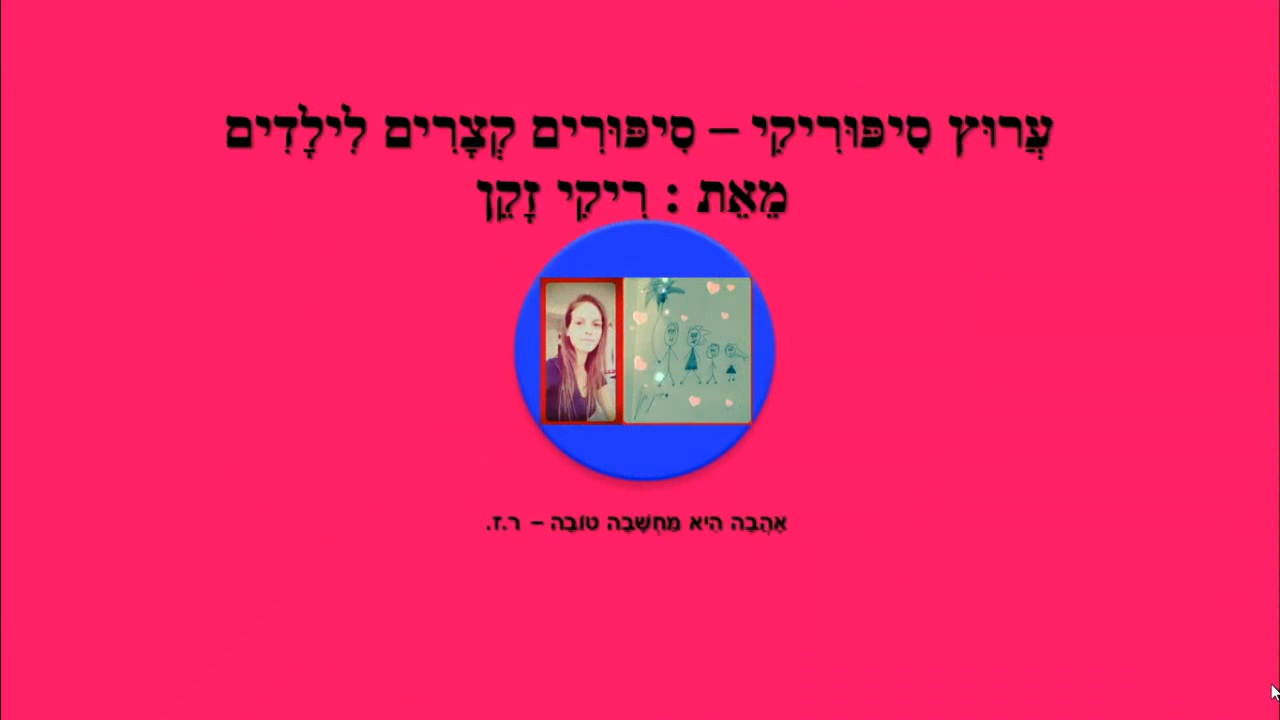 עֲרוּץ סִיפּוּרִיקִי – סִיפּוּרִים קְצָרִים לִילָדִים
מֵאֵת : רִיקִי זָקֵן
אַהֲבָה הִיא מַחְשָׁבָה טוֹבָה – ר.ז.